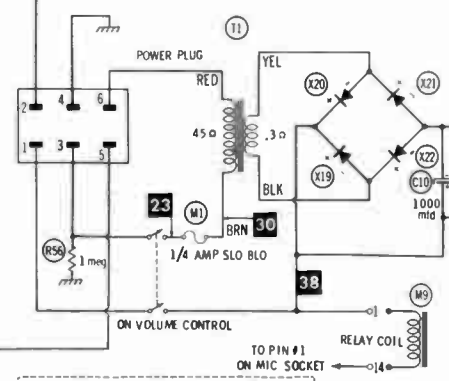 T1
POWER PLUG
YEL
RED
X20
X21
2
4
6
45Ω
.3Ω
1
3
5
X19
X22
C10
1000
mfd
BLK
23
M1
30
BRN
R56
1 meg
1/4 AMP SLO BLO
38
M9
ON VOLUME CONTROL
1
RELAY COIL
TO PIN #1
ON MIC SOCKET
14